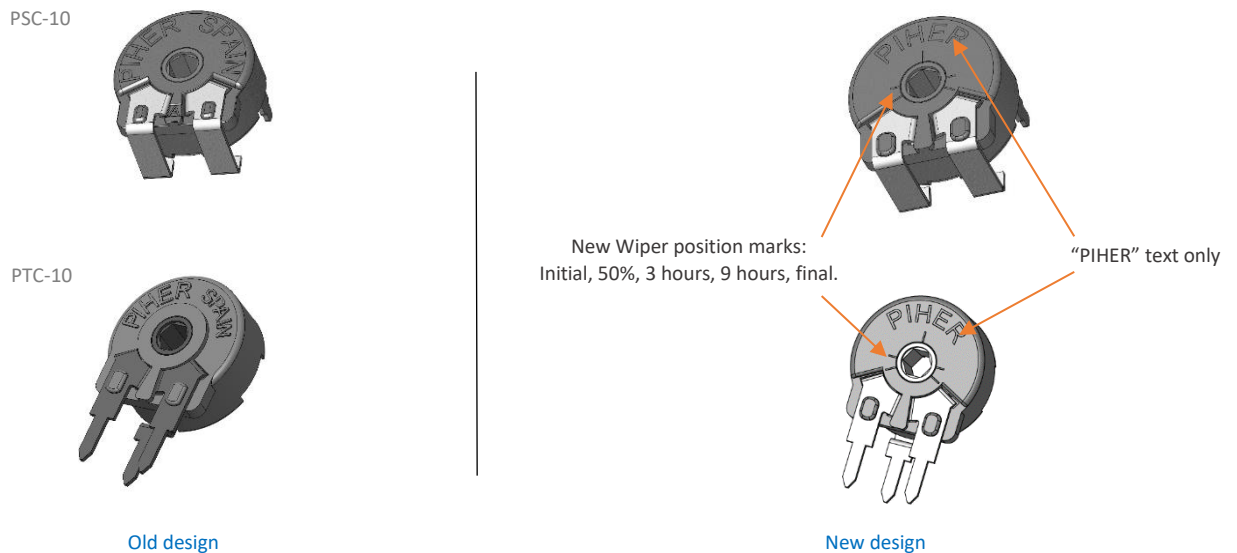 PSC-10
PIHER SPAIN
PIHER
New Wiper position marks:
Initial, 50%, 3 hours, 9 hours, final.
“PIHER” text only
PTC-10
PIHER SPAIN
PIHER
Old design
New design